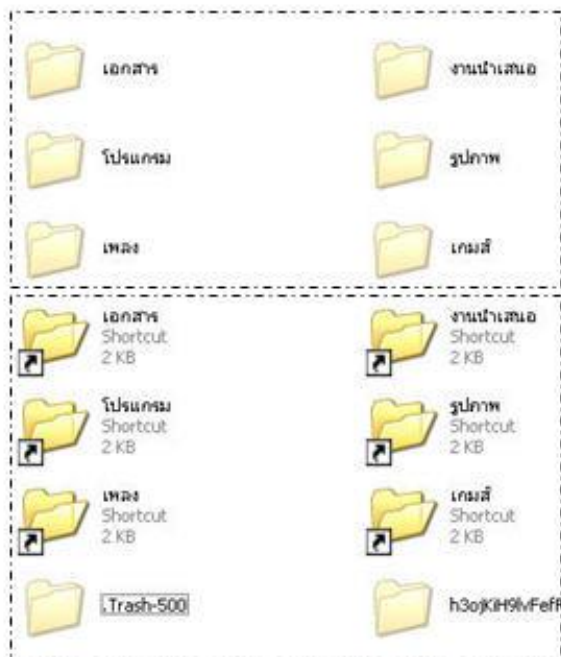 เอกสาร
งานนำเสนอ
โปรแกรม
รูปภาพ
เพลง
เกมส์
เอกสาร
Shortcut
2 KB
งานนำเสนอ
Shortcut
2 KB
โปรแกรม
Shortcut
2 KB
รูปภาพ
Shortcut
2 KB
เพลง
Shortcut
2 KB
เกมส์
Shortcut
2 KB
.Trash-500